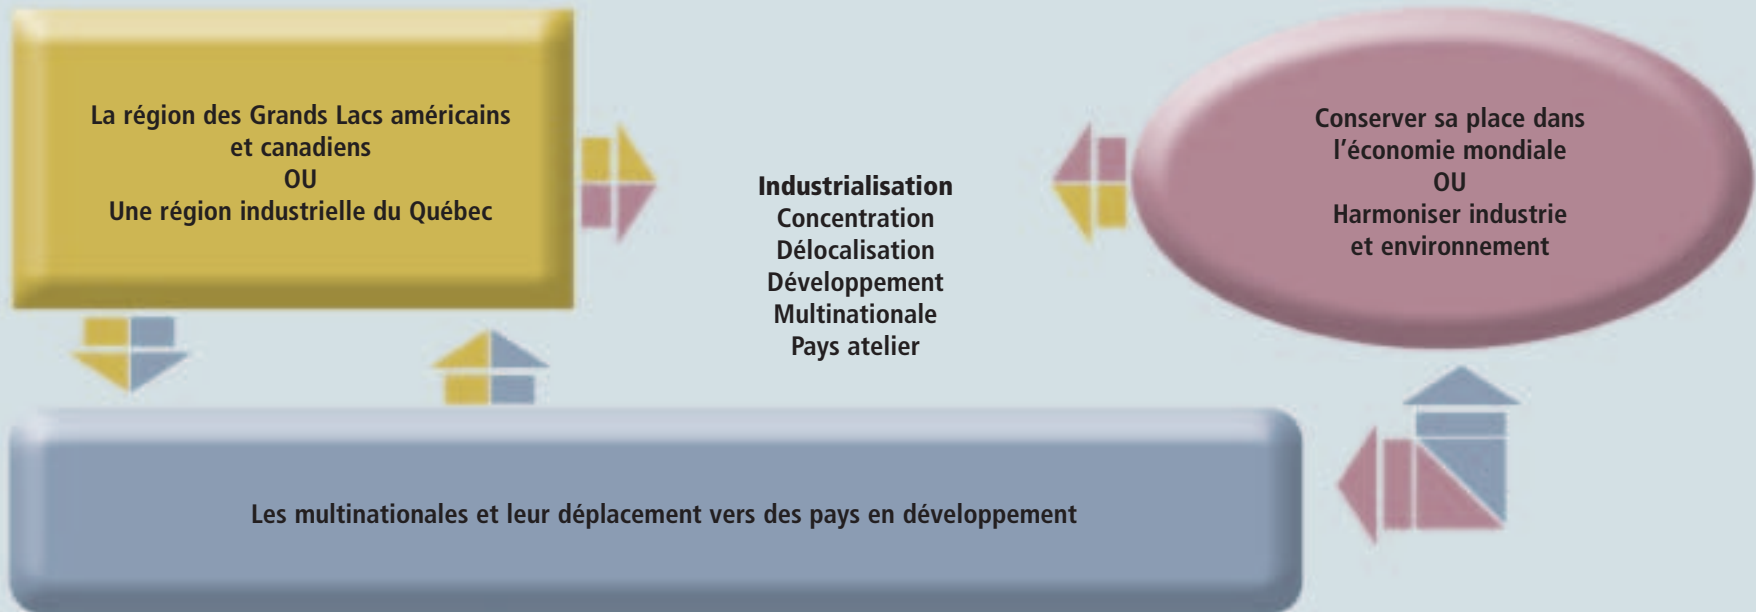 La région des Grands Lacs américains
et canadiens
OU
Une région industrielle du Québec
Industrialisation
Concentration
Délocalisation
Développement
Multinationale
Pays atelier
Conserver sa place dans
l'économie mondiale
OU
Harmoniser industrie
et environnement
Les multinationales et leur déplacement vers des pays en développement